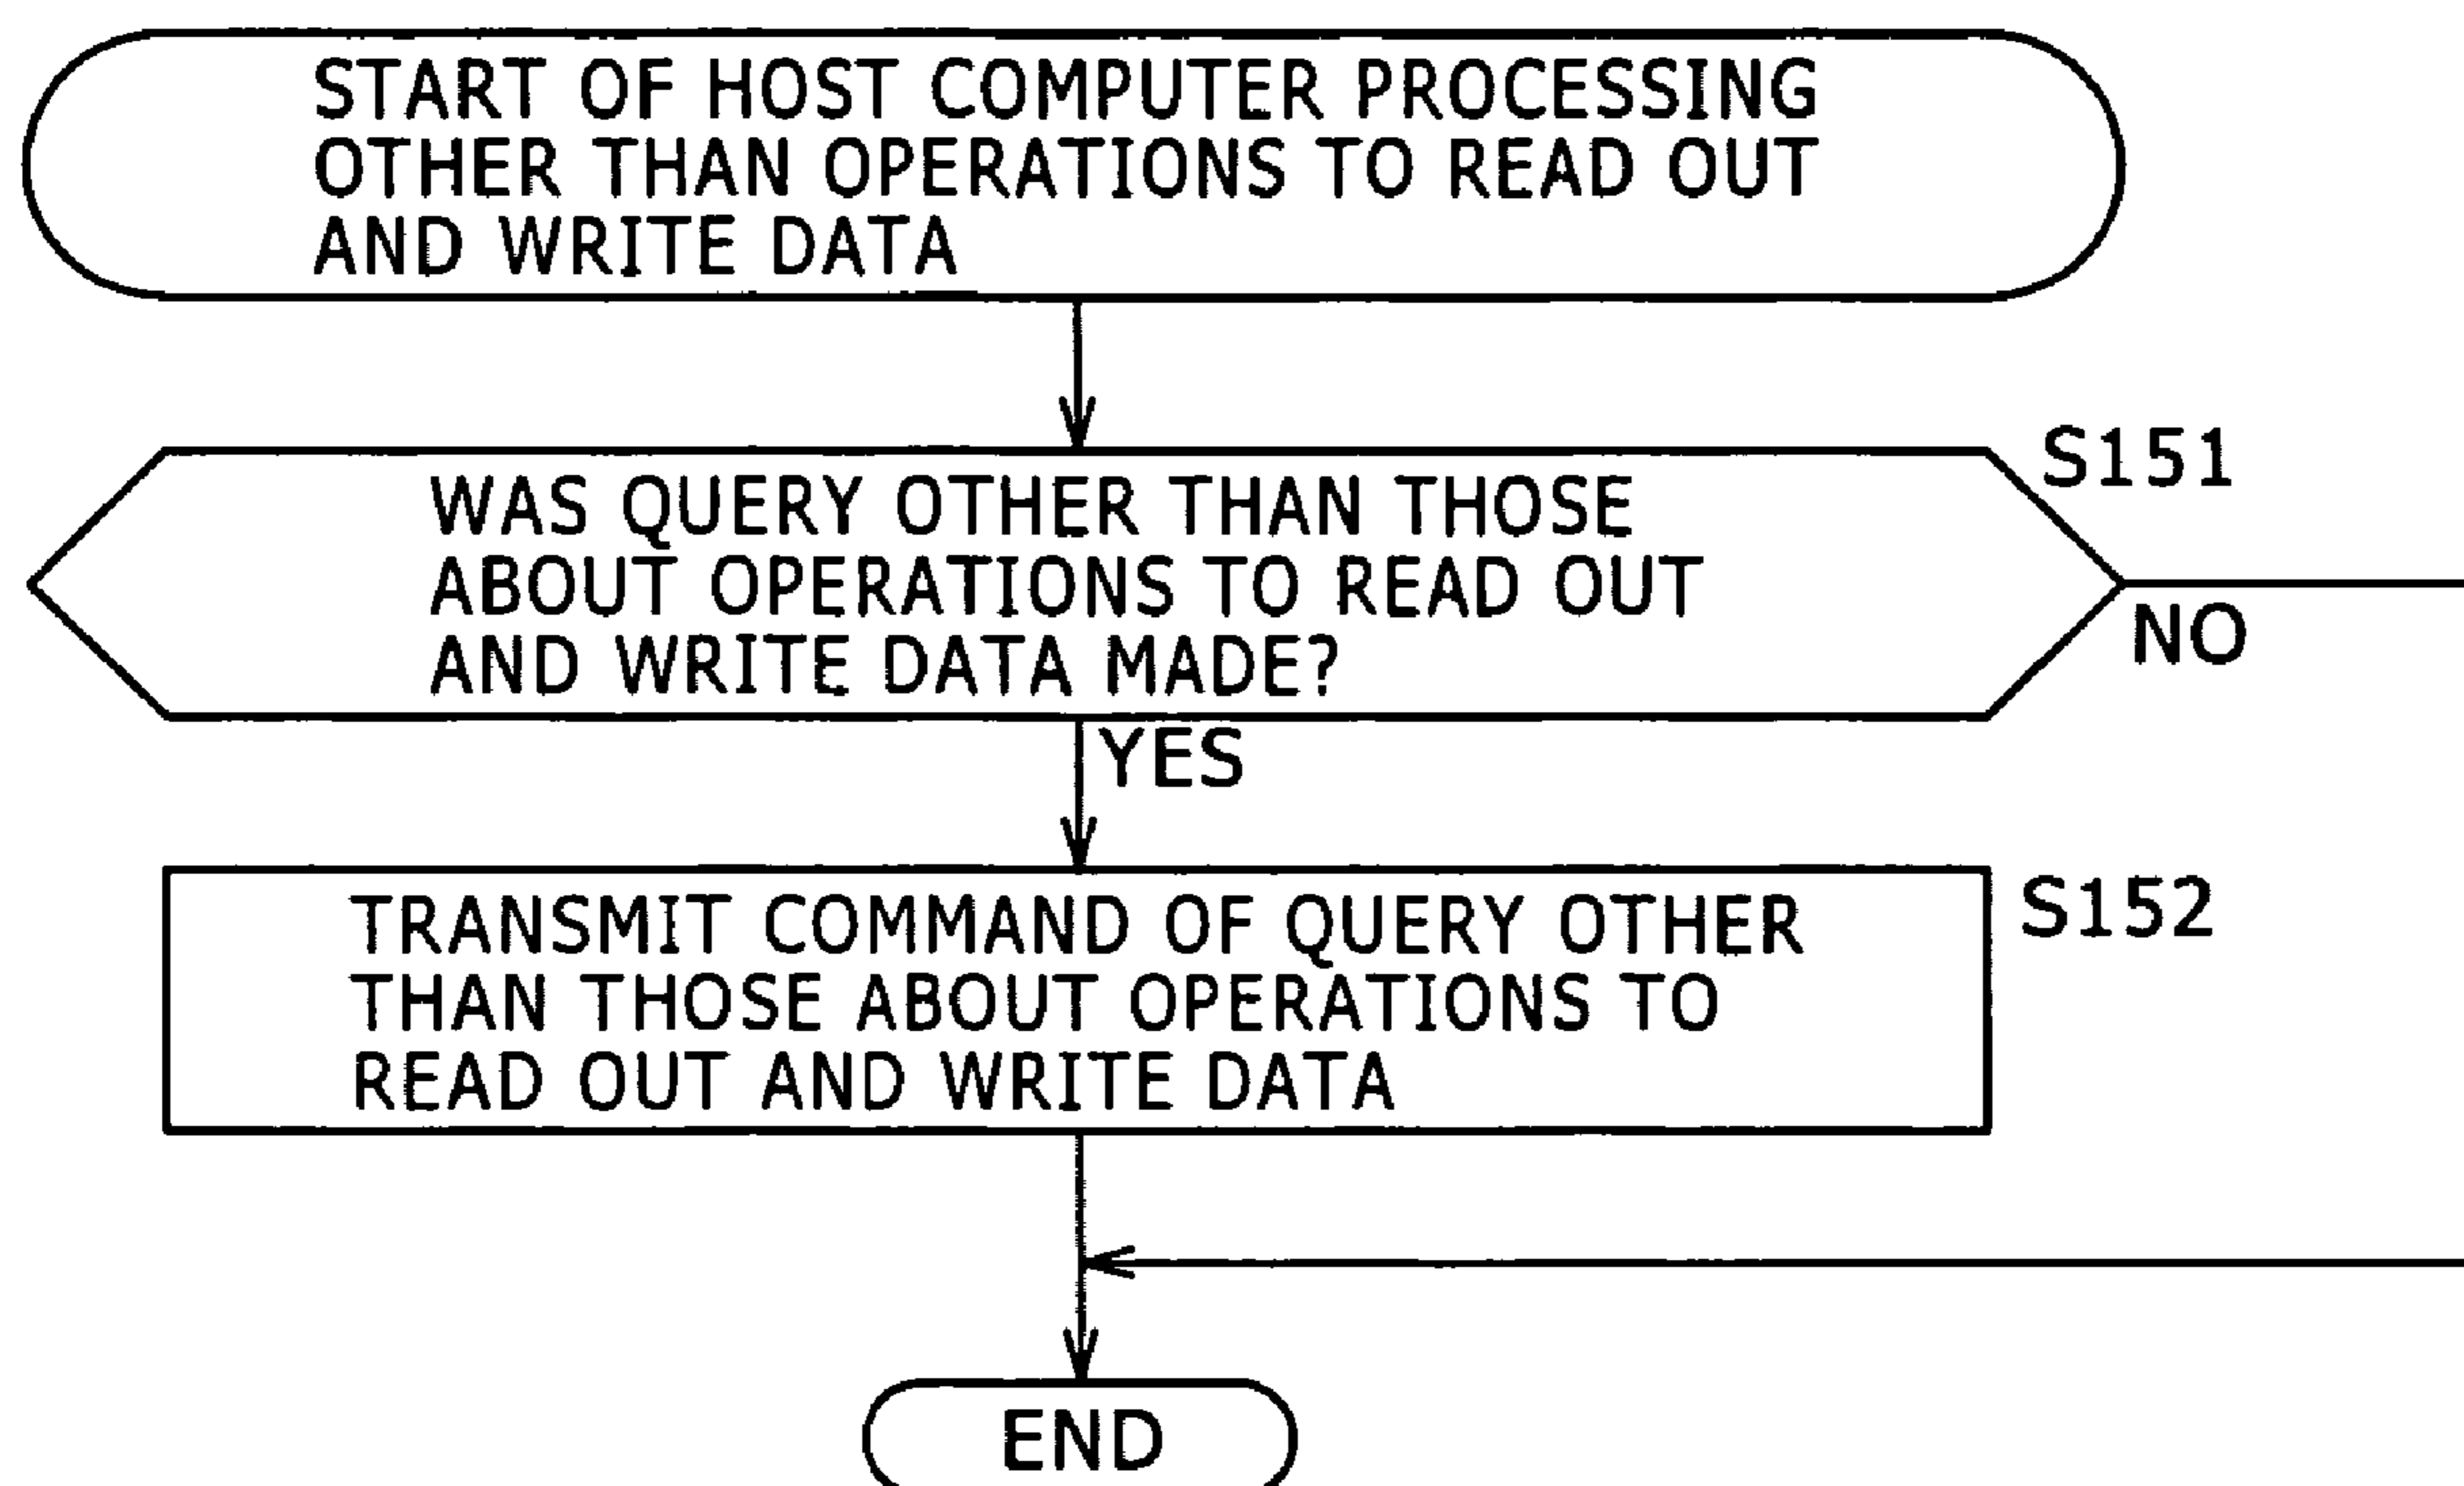 START OF HOST COMPUTER PROCESSING
OTHER THAN OPERATIONS TO READ OUT
AND WRITE DATA
S151
WAS QUERY OTHER THAN THOSE
ABOUT OPERATIONS TO READ OUT
AND WRITE DATA MADE?
NO
YES
S152
TRANSMIT COMMAND OF QUERY OTHER
THAN THOSE ABOUT OPERATIONS TO
READ OUT AND WRITE DATA
END